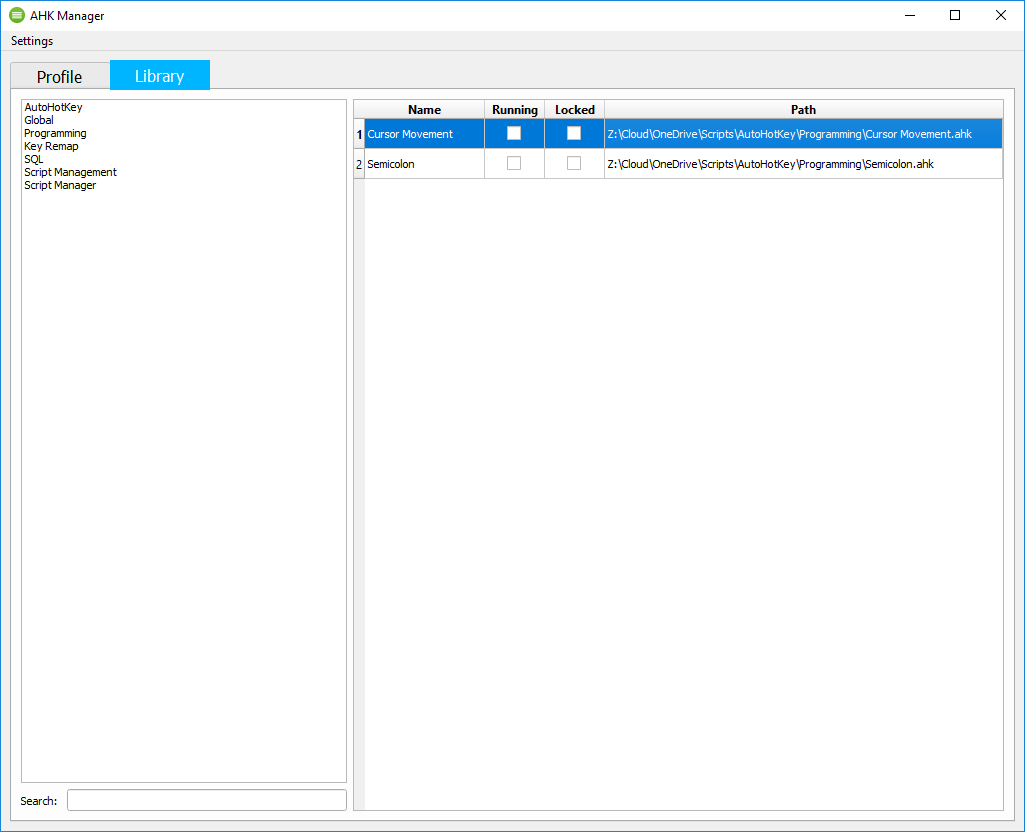 AHK Manager
Settings
Profile Library
AutoHotKey
Global
Programming
Key Remap
SQL
Script Management
Script Manager
Name Running Locked Path
1 Cursor Movement Z:\Cloud\OneDrive\Scripts\AutoHotKey\Programming\Cursor Movement.ahk
2 Semicolon Z:\Cloud\OneDrive\Scripts\AutoHotKey\Programming\Semicolon.ahk
Search: